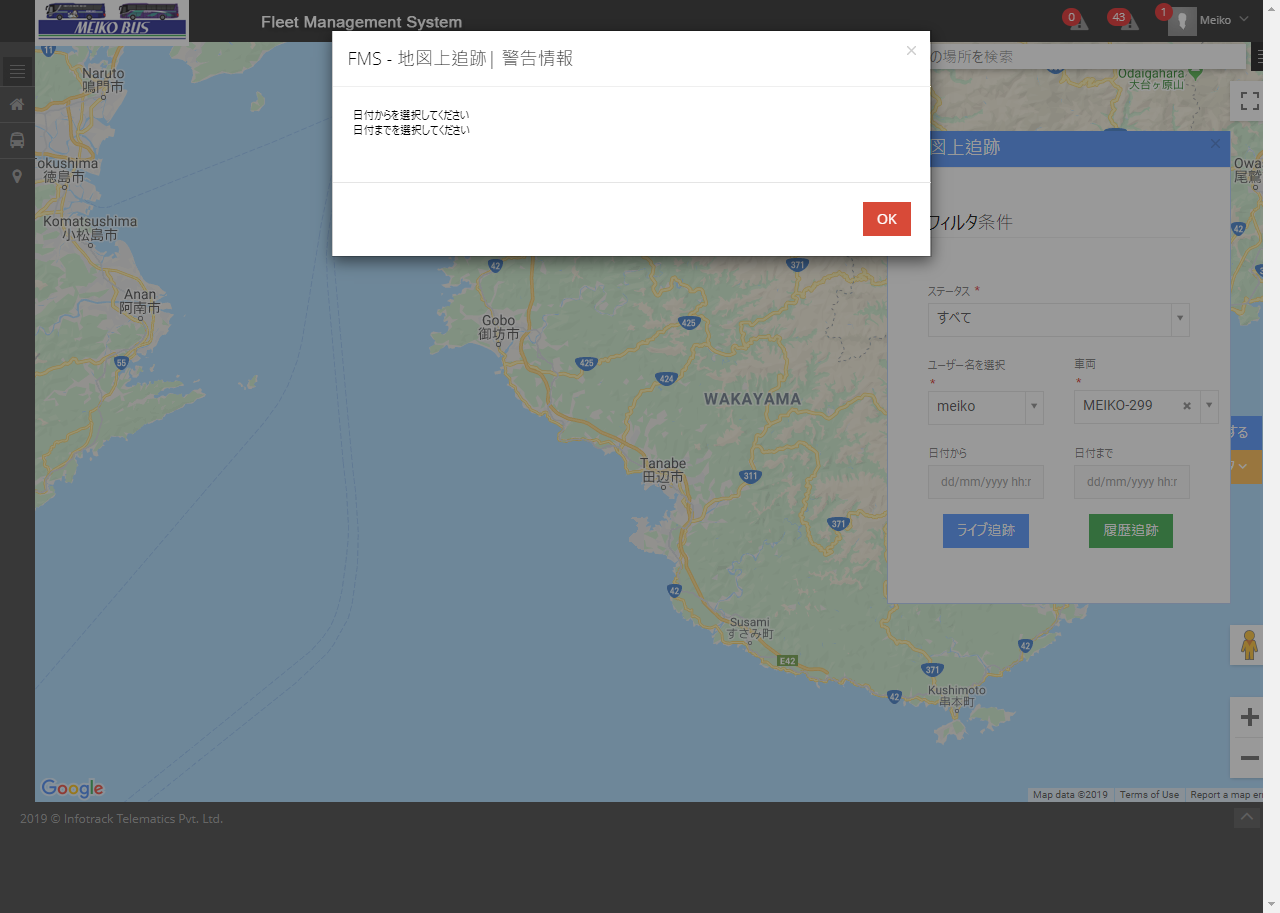 MEIKO BUS
Fleet Management System
0
43
1
Meiko
FMS - 地図上追跡| 警告情報
×
日付からを選択してください
日付までを選択してください
OK
の場所を検索
11
Naruto
鳴門市
Odaigahara
大台ヶ原山
図上追跡
×
Tokushima
徳島市
Owa
尾鷲
Komatsushima
小松島市
フィルタ条件
42
42
371
ステータス *
すべて
Anan
阿南市
Gobo
御坊市
425
55
425
424
ユーザー名を選択
*
meiko
車両
*
MEIKO-299
×
WAKAYAMA
する
Tanabe
田辺市
311
日付から
dd/mm/yyyy hh:r
日付まで
dd/mm/yyyy hh:r
ライブ追跡
履歴追跡
371
42
Susami
すさみ町
42
E42
371
42
Kushimoto
串本町
Google
Map data ©2019
Terms of Use
Report a map en
2019 © Infotrack Telematics Pvt. Ltd.